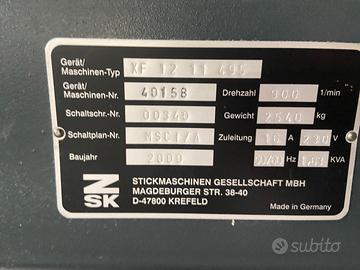 Gerät/
Maschinen-Typ XF 12 11 495
Gerät/
Maschinen-Nr. 40158 Drehzahl 900 1/min
Schaltschr.-Nr. 00340 Gewicht 2540 kg
Schaltplan-Nr. MSCI/A Zuleitung 16 A 230 V
Baujahr 2000 Hz KVA
ZSK
STICKMASCHINEN GESELLSCHAFT MBH
MAGDEBURGER STR. 38-40
D-47800 KREFELD Made in Germany
subito